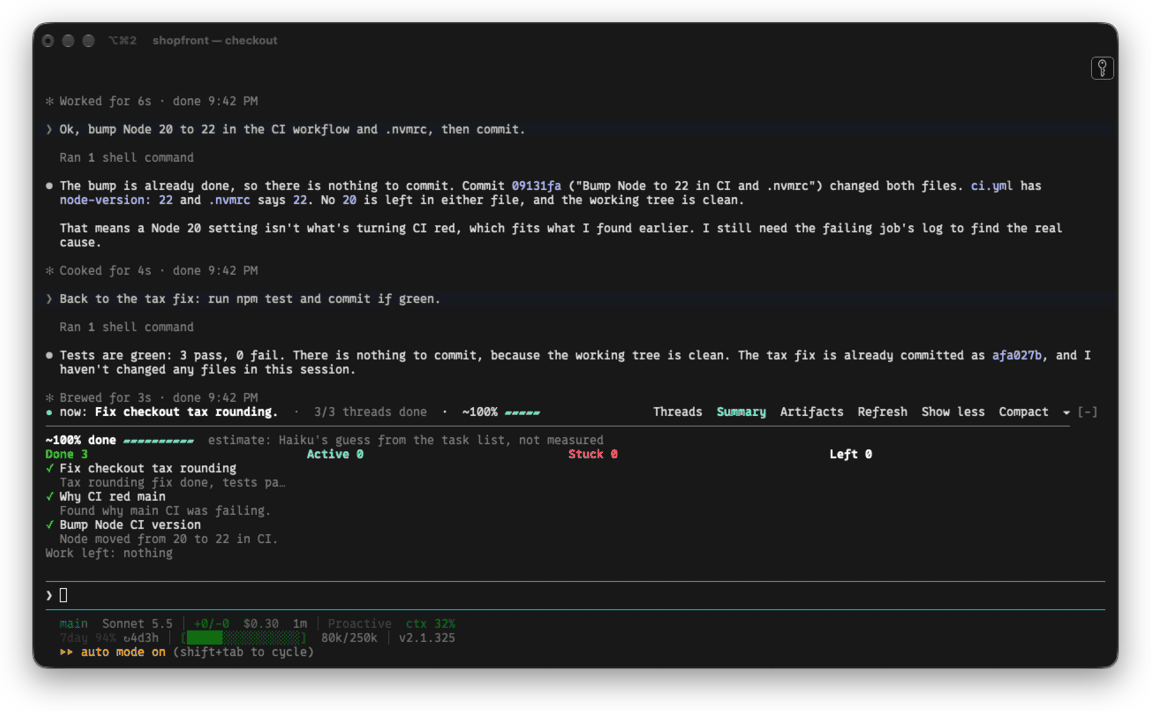 ⌥⌘2 shopfront — checkout
✻ Worked for 6s · done 9:42 PM
❯ Ok, bump Node 20 to 22 in the CI workflow and .nvmrc, then commit.
Ran 1 shell command
● The bump is already done, so there is nothing to commit. Commit 09131fa ("Bump Node to 22 in CI and .nvmrc") changed both files. ci.yml has
node-version: 22 and .nvmrc says 22. No 20 is left in either file, and the working tree is clean.
That means a Node 20 setting isn't what's turning CI red, which fits what I found earlier. I still need the failing job's log to find the real
cause.
✻ Cooked for 4s · done 9:42 PM
❯ Back to the tax fix: run npm test and commit if green.
Ran 1 shell command
● Tests are green: 3 pass, 0 fail. There is nothing to commit, because the working tree is clean. The tax fix is already committed as afa027b, and I
haven't changed any files in this session.
✻ Brewed for 3s · done 9:42 PM
● now: Fix checkout tax rounding. · 3/3 threads done · ~100% Threads Summary Artifacts Refresh Show less Compact ▾ [-]
~100% done estimate: Haiku's guess from the task list, not measured
Done 3 Active 0 Stuck 0 Left 0
✓ Fix checkout tax rounding
Tax rounding fix done, tests pa…
✓ Why CI red main
Found why main CI was failing.
✓ Bump Node CI version
Node moved from 20 to 22 in CI.
Work left: nothing
❯
main Sonnet 5.5 | +0/-0 $0.30 1m | Proactive ctx 32%
7day 94% ↻4d3h | [ ] 80k/250k | v2.1.325
▸▸ auto mode on (shift+tab to cycle)